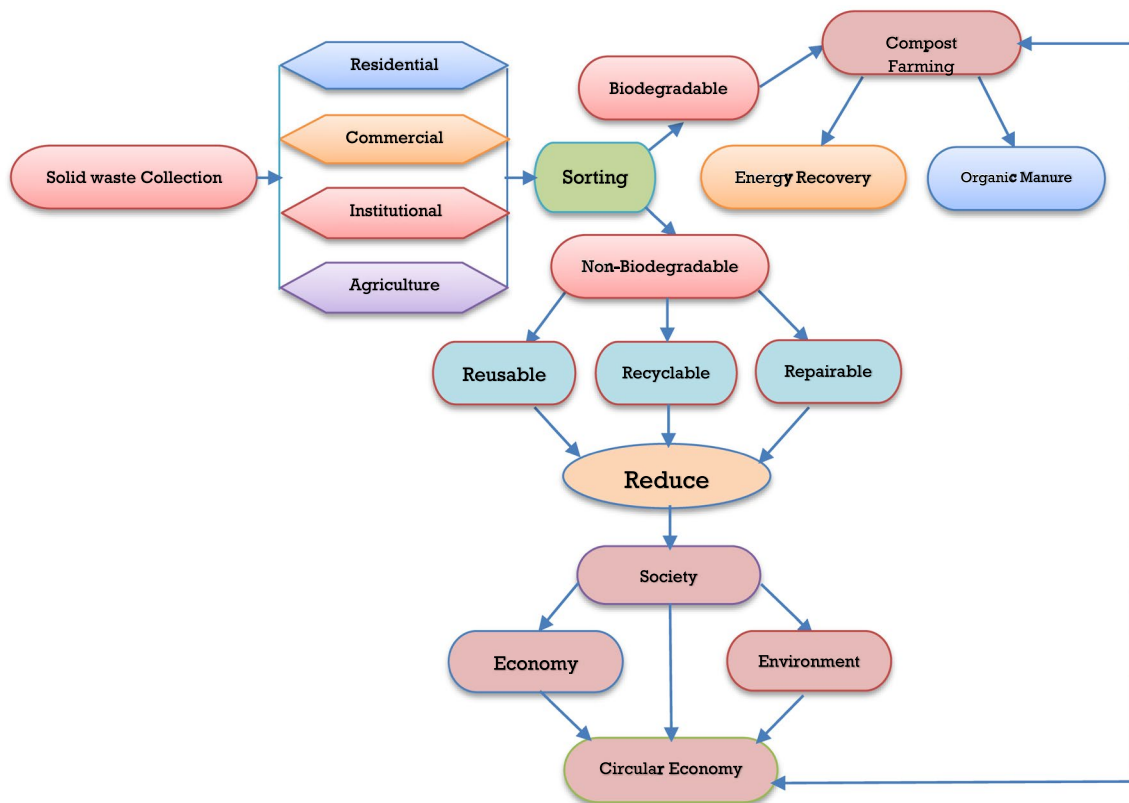 Solid waste Collection
Residential
Commercial
Institutional
Agriculture
Sorting
Biodegradable
Compost
Farming
Energy Recovery
Organic Manure
Non-Biodegradable
Reusable
Recyclable
Repairable
Reduce
Society
Economy
Environment
Circular Economy